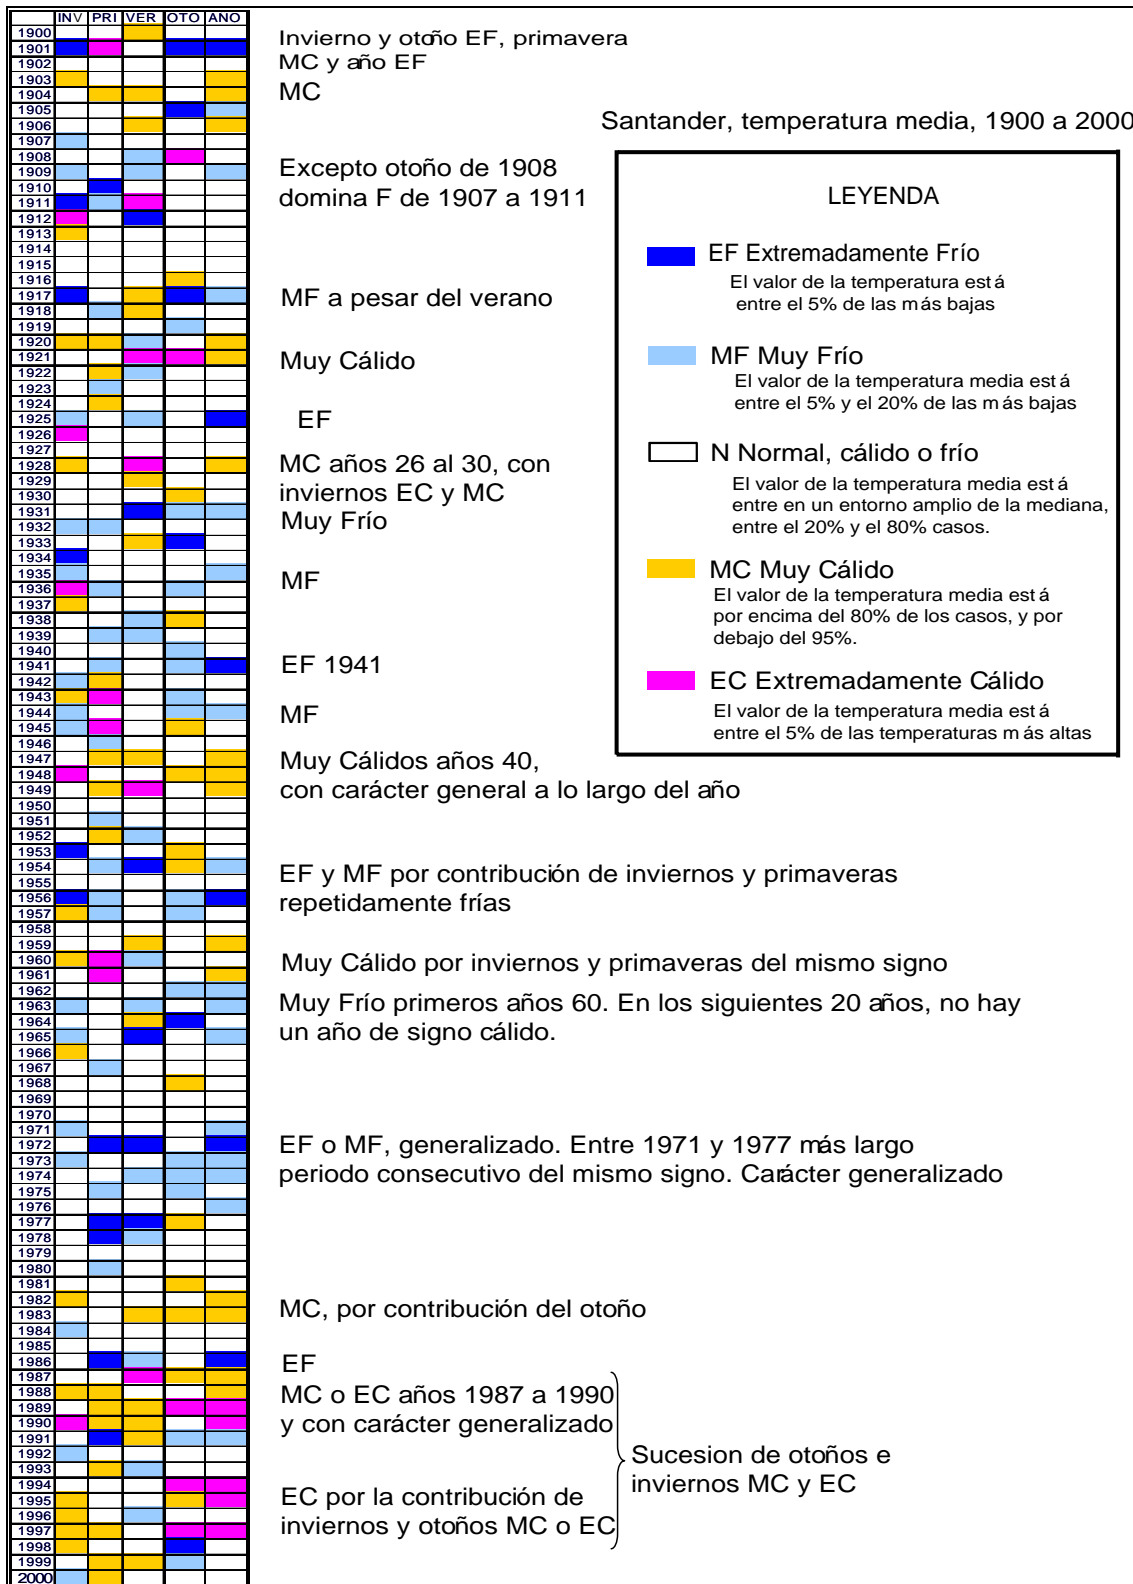 INV PRI VER OTO ANO
1900
1901
1902
1903
1904
1905
1906
1907
1908
1909
1910
1911
1912
1913
1914
1915
1916
1917
1918
1919
1920
1921
1922
1923
1924
1925
1926
1927
1928
1929
1930
1931
1932
1933
1934
1935
1936
1937
1938
1939
1940
1941
1942
1943
1944
1945
1946
1947
1948
1949
1950
1951
1952
1953
1954
1955
1956
1957
1958
1959
1960
1961
1962
1963
1964
1965
1966
1967
1968
1969
1970
1971
1972
1973
1974
1975
1976
1977
1978
1979
1980
1981
1982
1983
1984
1985
1986
1987
1988
1989
1990
1991
1992
1993
1994
1995
1996
1997
1998
1999
2000
Invierno y otoño EF, primavera
MC y año EF
MC
Excepto otoño de 1908
domina F de 1907 a 1911
MF a pesar del verano
Muy Cálido
EF
MC años 26 al 30, con
inviernos EC y MC
Muy Frío
MF
EF 1941
MF
Muy Cálidos años 40,
con carácter general a lo largo del año
EF y MF por contribución de inviernos y primaveras
repetidamente frías
Muy Cálido por inviernos y primaveras del mismo signo
Muy Frío primeros años 60. En los siguientes 20 años, no hay
un año de signo cálido.
EF o MF, generalizado. Entre 1971 y 1977 más largo
periodo consecutivo del mismo signo. Carácter generalizado
MC, por contribución del otoño
EF
MC o EC años 1987 a 1990
y con carácter generalizado
EC por la contribución de
inviernos y otoños MC o EC
Sucesion de otoños e
inviernos MC y EC
Santander, temperatura media, 1900 a 2000
LEYENDA
EF Extremadamente Frío
El valor de la temperatura está
entre el 5% de las más bajas
MF Muy Frío
El valor de la temperatura media está
entre el 5% y el 20% de las más bajas
N Normal, cálido o frío
El valor de la temperatura media está
entre en un entorno amplio de la mediana,
entre el 20% y el 80% casos.
MC Muy Cálido
El valor de la temperatura media está
por encima del 80% de los casos, y por
debajo del 95%.
EC Extremadamente Cálido
El valor de la temperatura media está
entre el 5% de las temperaturas más altas